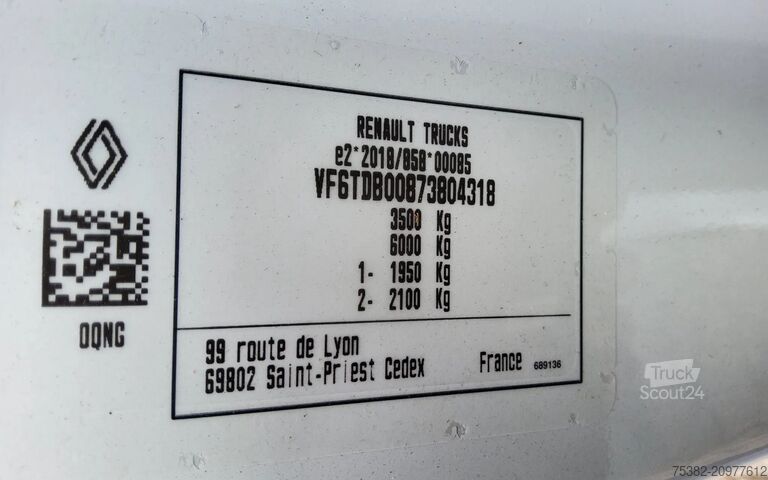 RENAULT TRUCKS
e2*2018/858*00085
VF6TDB00873804318
3500 Kg
6000 Kg
1- 1950 Kg
2- 2100 Kg
0QNG
99 route de Lyon
69802 Saint-Priest Cedex France 689136
Truck
Scout24
75382-20977612